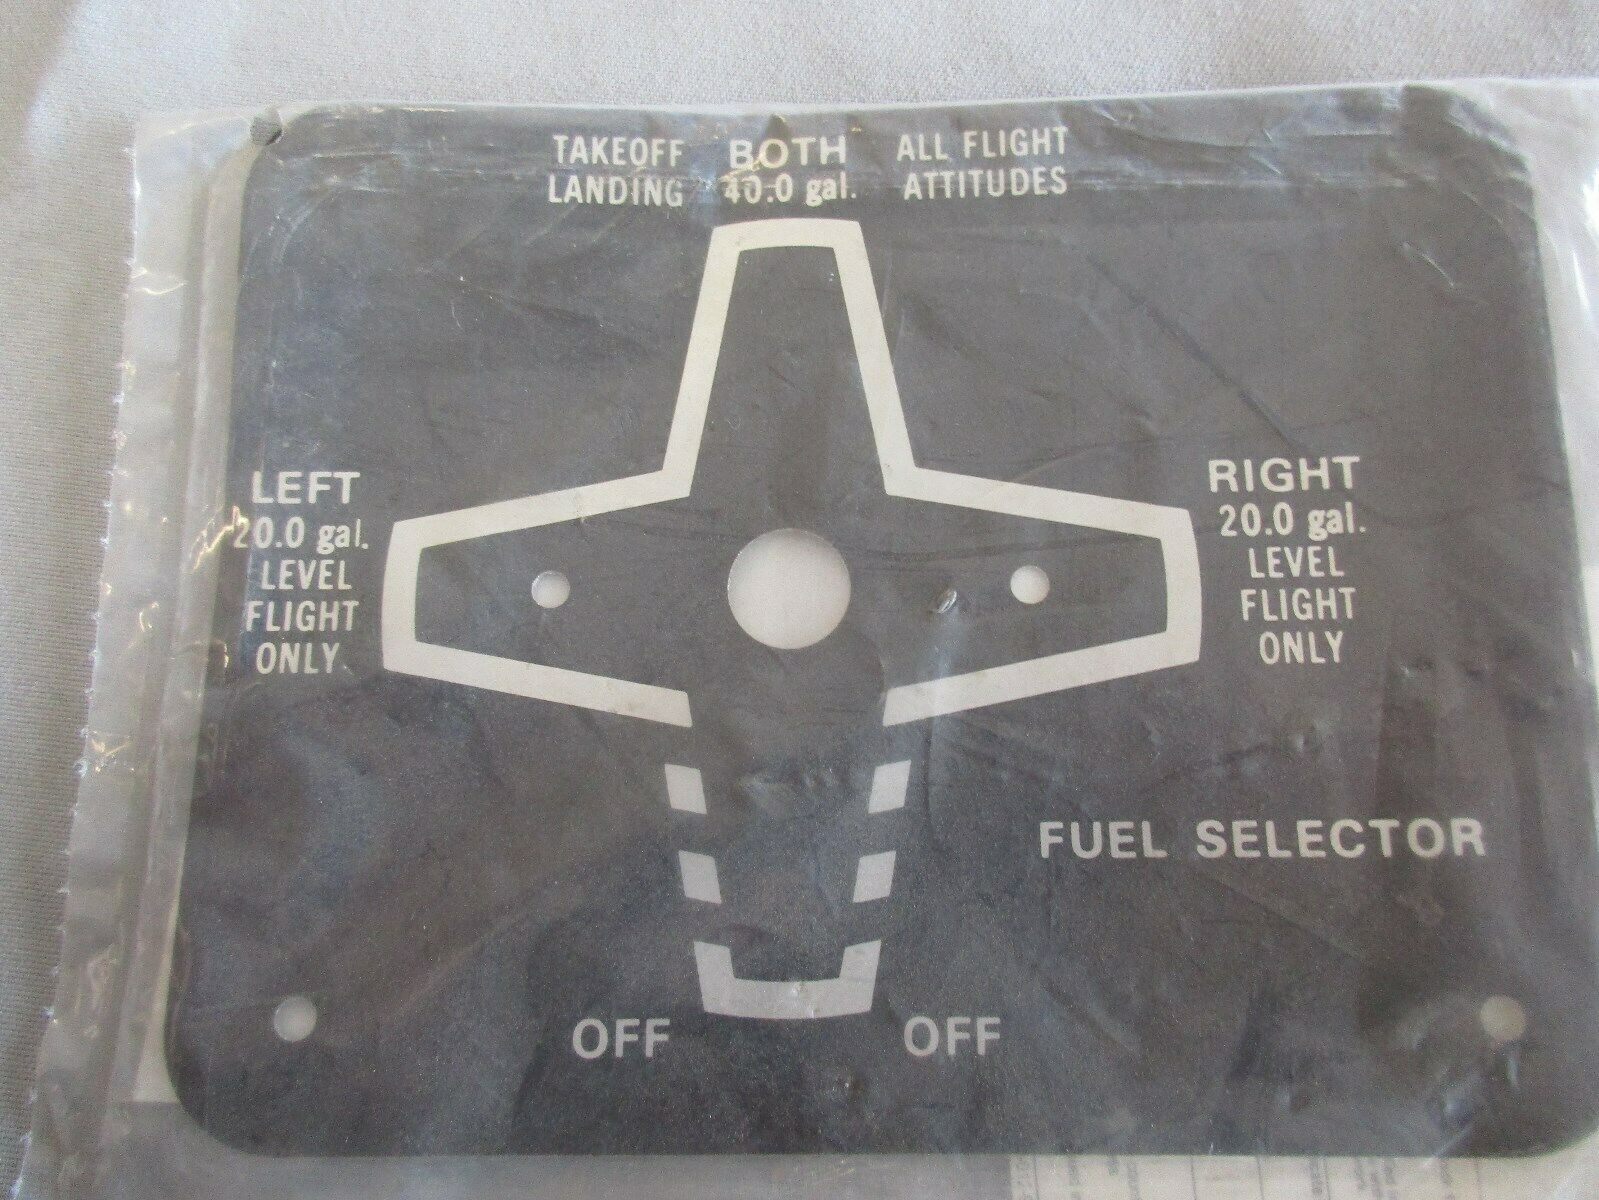 TAKEOFF BOTH ALL FLIGHT
LANDING 40.0 gal. ATTITUDES
LEFT
20.0 gal.
LEVEL
FLIGHT
ONLY
RIGHT
20.0 gal.
LEVEL
FLIGHT
ONLY
FUEL SELECTOR
OFF OFF